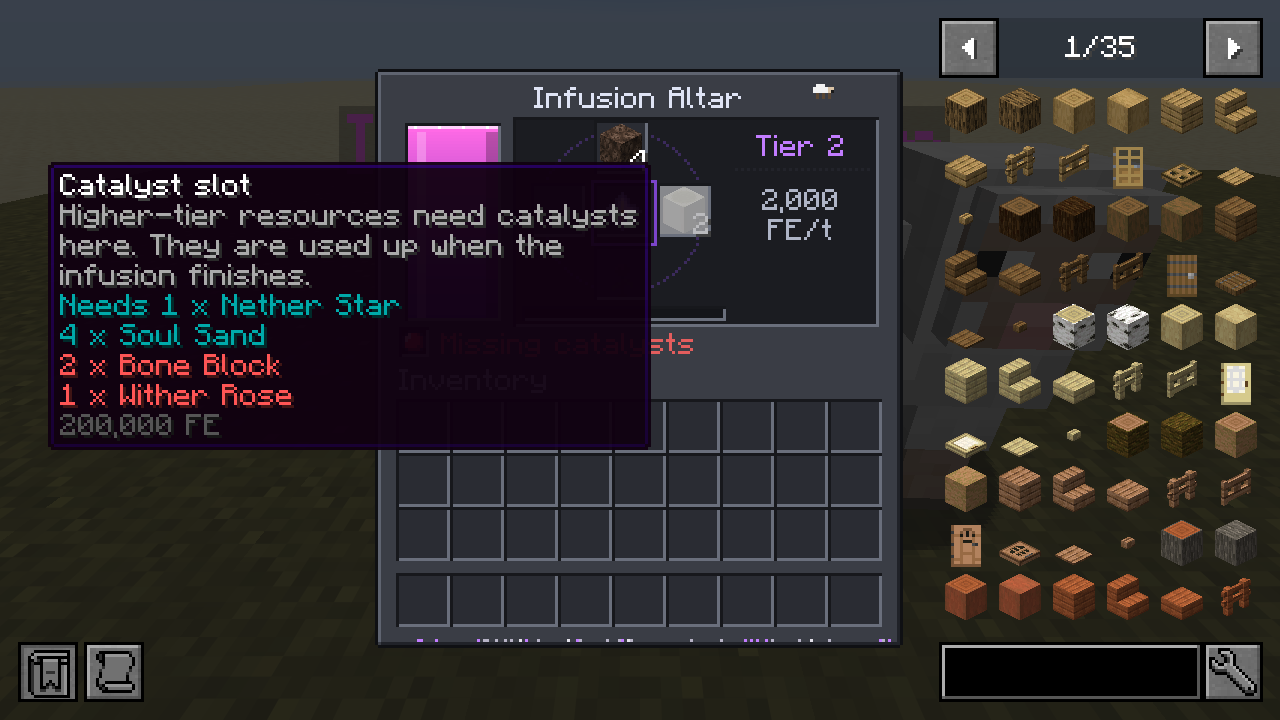 1/35
Infusion Altar
Tier 2
4
Catalyst slot
Higher-tier resources need catalysts
here. They are used up when the
infusion finishes.
Needs 1 x Nether Star
4 x Soul Sand
2 x Bone Block
1 x Wither Rose
200,000 FE
2
2,000
FE/t
Missing catalysts
Inventory